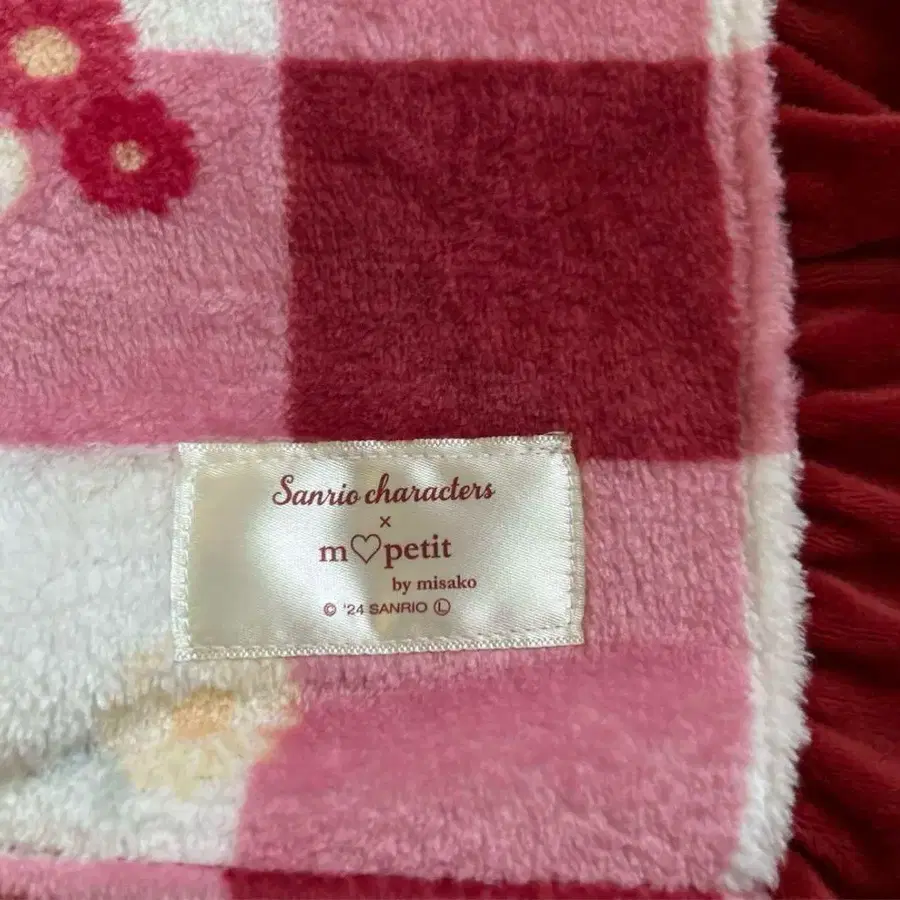 Sanrio characters
×
m♡petit
by misako
© '24 SANRIO Ⓛ